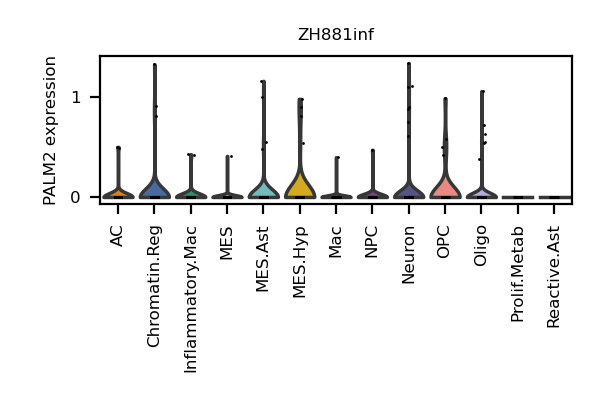 ZH881inf
PALM2 expression
1
0
AC
Chromatin.Reg
Inflammatory.Mac
MES
MES.Ast
MES.Hyp
Mac
NPC
Neuron
OPC
Oligo
Prolif.Metab
Reactive.Ast